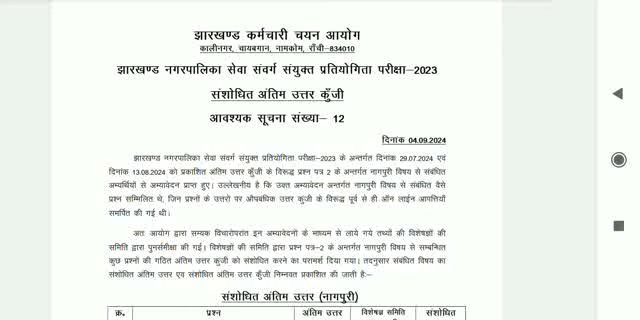 झारखण्ड कर्मचारी चयन आयोग
कालीनगर, चायबगान, नामकोम, राँची–834010
झारखण्ड नगरपालिका सेवा संवर्ग संयुक्त प्रतियोगिता परीक्षा–2023
संशोधित अंतिम उत्तर कुँजी
आवश्यक सूचना संख्या– 12
दिनांक 04.09.2024
झारखण्ड नगरपालिका सेवा संवर्ग संयुक्त प्रतियोगिता परीक्षा–2023 के अन्तर्गत दिनांक 29.07.2024 एवं
दिनांक 13.08.2024 को प्रकाशित अंतिम उत्तर कुँजी के विरूद्ध प्रश्न पत्र 2 के अन्तर्गत नागपुरी विषय से संबंधित
अभ्यर्थियों से अभ्यावेदन प्राप्त हुए। उल्लेखनीय है कि उक्त अभ्यावेदन अन्तर्गत नागपुरी विषय से संबंधित वैसे
प्रश्न सम्मिलित थे, जिन प्रश्नों के उत्तरों पर औपबंधिक उत्तर कुँजी के विरूद्ध पूर्व से ही ऑन लाईन आपत्तियाँ
समर्पित की गई थी।
अतः आयोग द्वारा सम्यक विचारोपरांत इन अभ्यावेदनों के माध्यम से लाये गये तथ्यों की विशेषज्ञों की
समिति द्वारा पुनर्समीक्षा की गई। विशेषज्ञों की समिति द्वारा प्रश्न पत्र–2 के अन्तर्गत नागपुरी विषय से सम्बन्धित
कुछ प्रश्नों की गठित अंतिम उत्तर कुंजी को संशोधित करने का परामर्श दिया गया। तदनुसार संबंधित विषय का
संशोधित अंतिम उत्तर एव संशोधित अंतिम उत्तर कुँजी निम्नवत प्रकाशित की जाती है:–
संशोधित अंतिम उत्तर (नागपुरी)
क्र० प्रश्न अंतिम उत्तर विशेषज्ञ समिति संशोधित